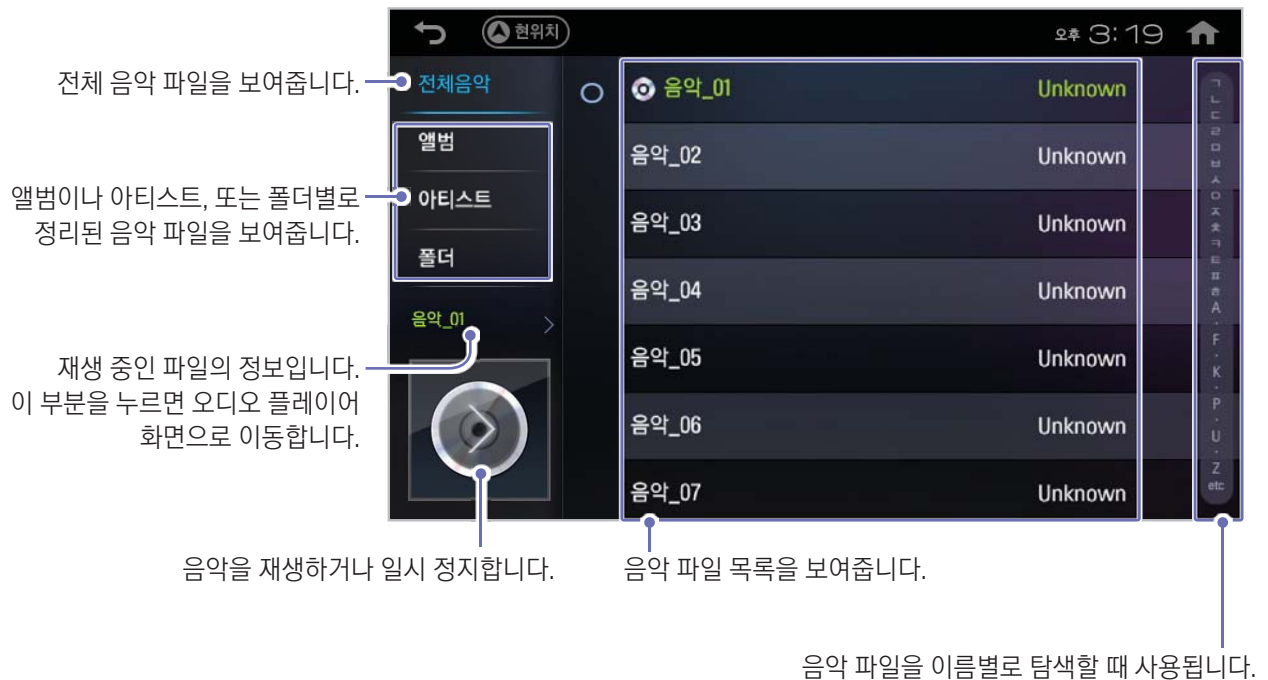 현위치
오후 3:19
전체 음악 파일을 보여줍니다.
앨범이나 아티스트, 또는 폴더별로
정리된 음악 파일을 보여줍니다.
재생 중인 파일의 정보입니다.
이 부분을 누르면 오디오 플레이어
화면으로 이동합니다.
전체음악
앨범
아티스트
폴더
음악_01
음악_01 Unknown
음악_02 Unknown
음악_03 Unknown
음악_04 Unknown
음악_05 Unknown
음악_06 Unknown
음악_07 Unknown
ㄱ
ㄴ
ㄷ
ㄹ
ㅁ
ㅂ
ㅅ
ㅇ
ㅈ
ㅊ
ㅋ
ㅌ
ㅍ
ㅎ
A
·
F
·
K
·
P
·
U
·
Z
etc
음악을 재생하거나 일시 정지합니다.
음악 파일 목록을 보여줍니다.
음악 파일을 이름별로 탐색할 때 사용됩니다.